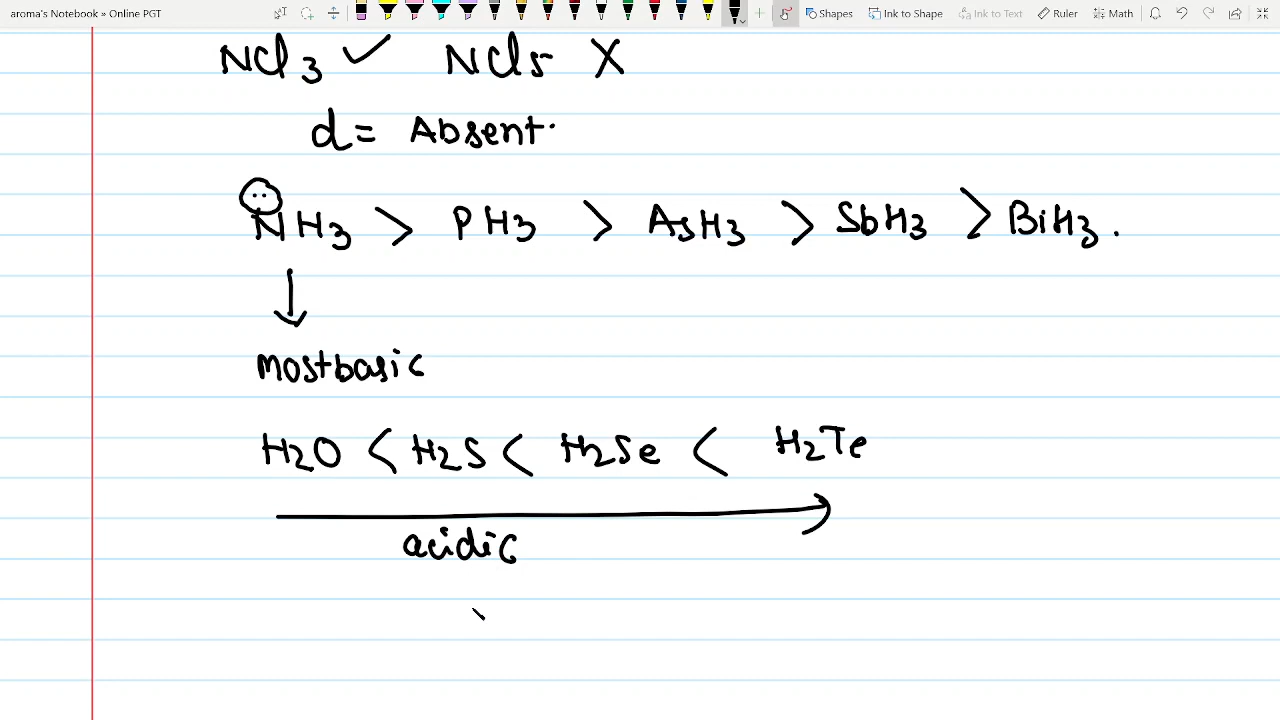 aroma's Notebook » Online PGT
Shapes Ink to Shape Ink to Text Ruler Math
NCl3 ✓ NCl5 X
d = Absent.
NH3 > PH3 > AsH3 > SbH3 > BiH3.
↓
mostbasic
H2O < H2S < H2Se < H2Te
acidic